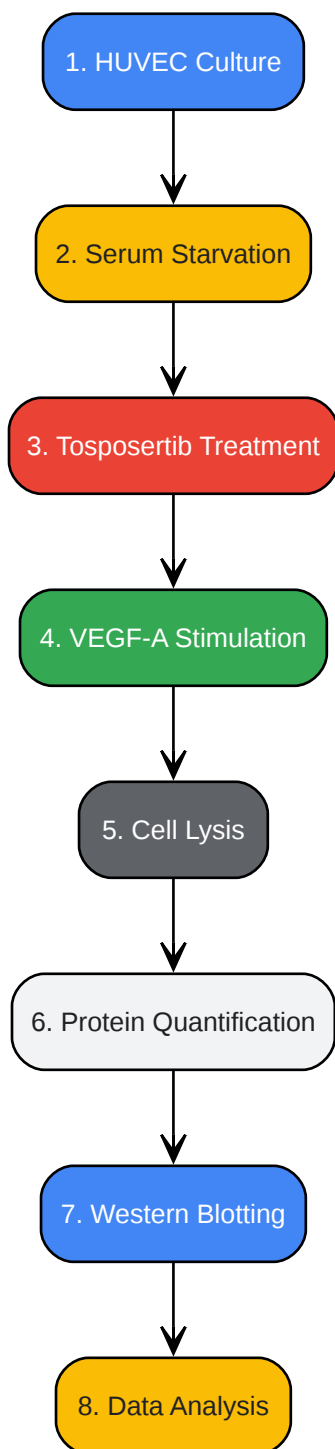 1. HUVEC Culture
2. Serum Starvation
3. Tosposertib Treatment
4. VEGF-A Stimulation
5. Cell Lysis
6. Protein Quantification
7. Western Blotting
8. Data Analysis